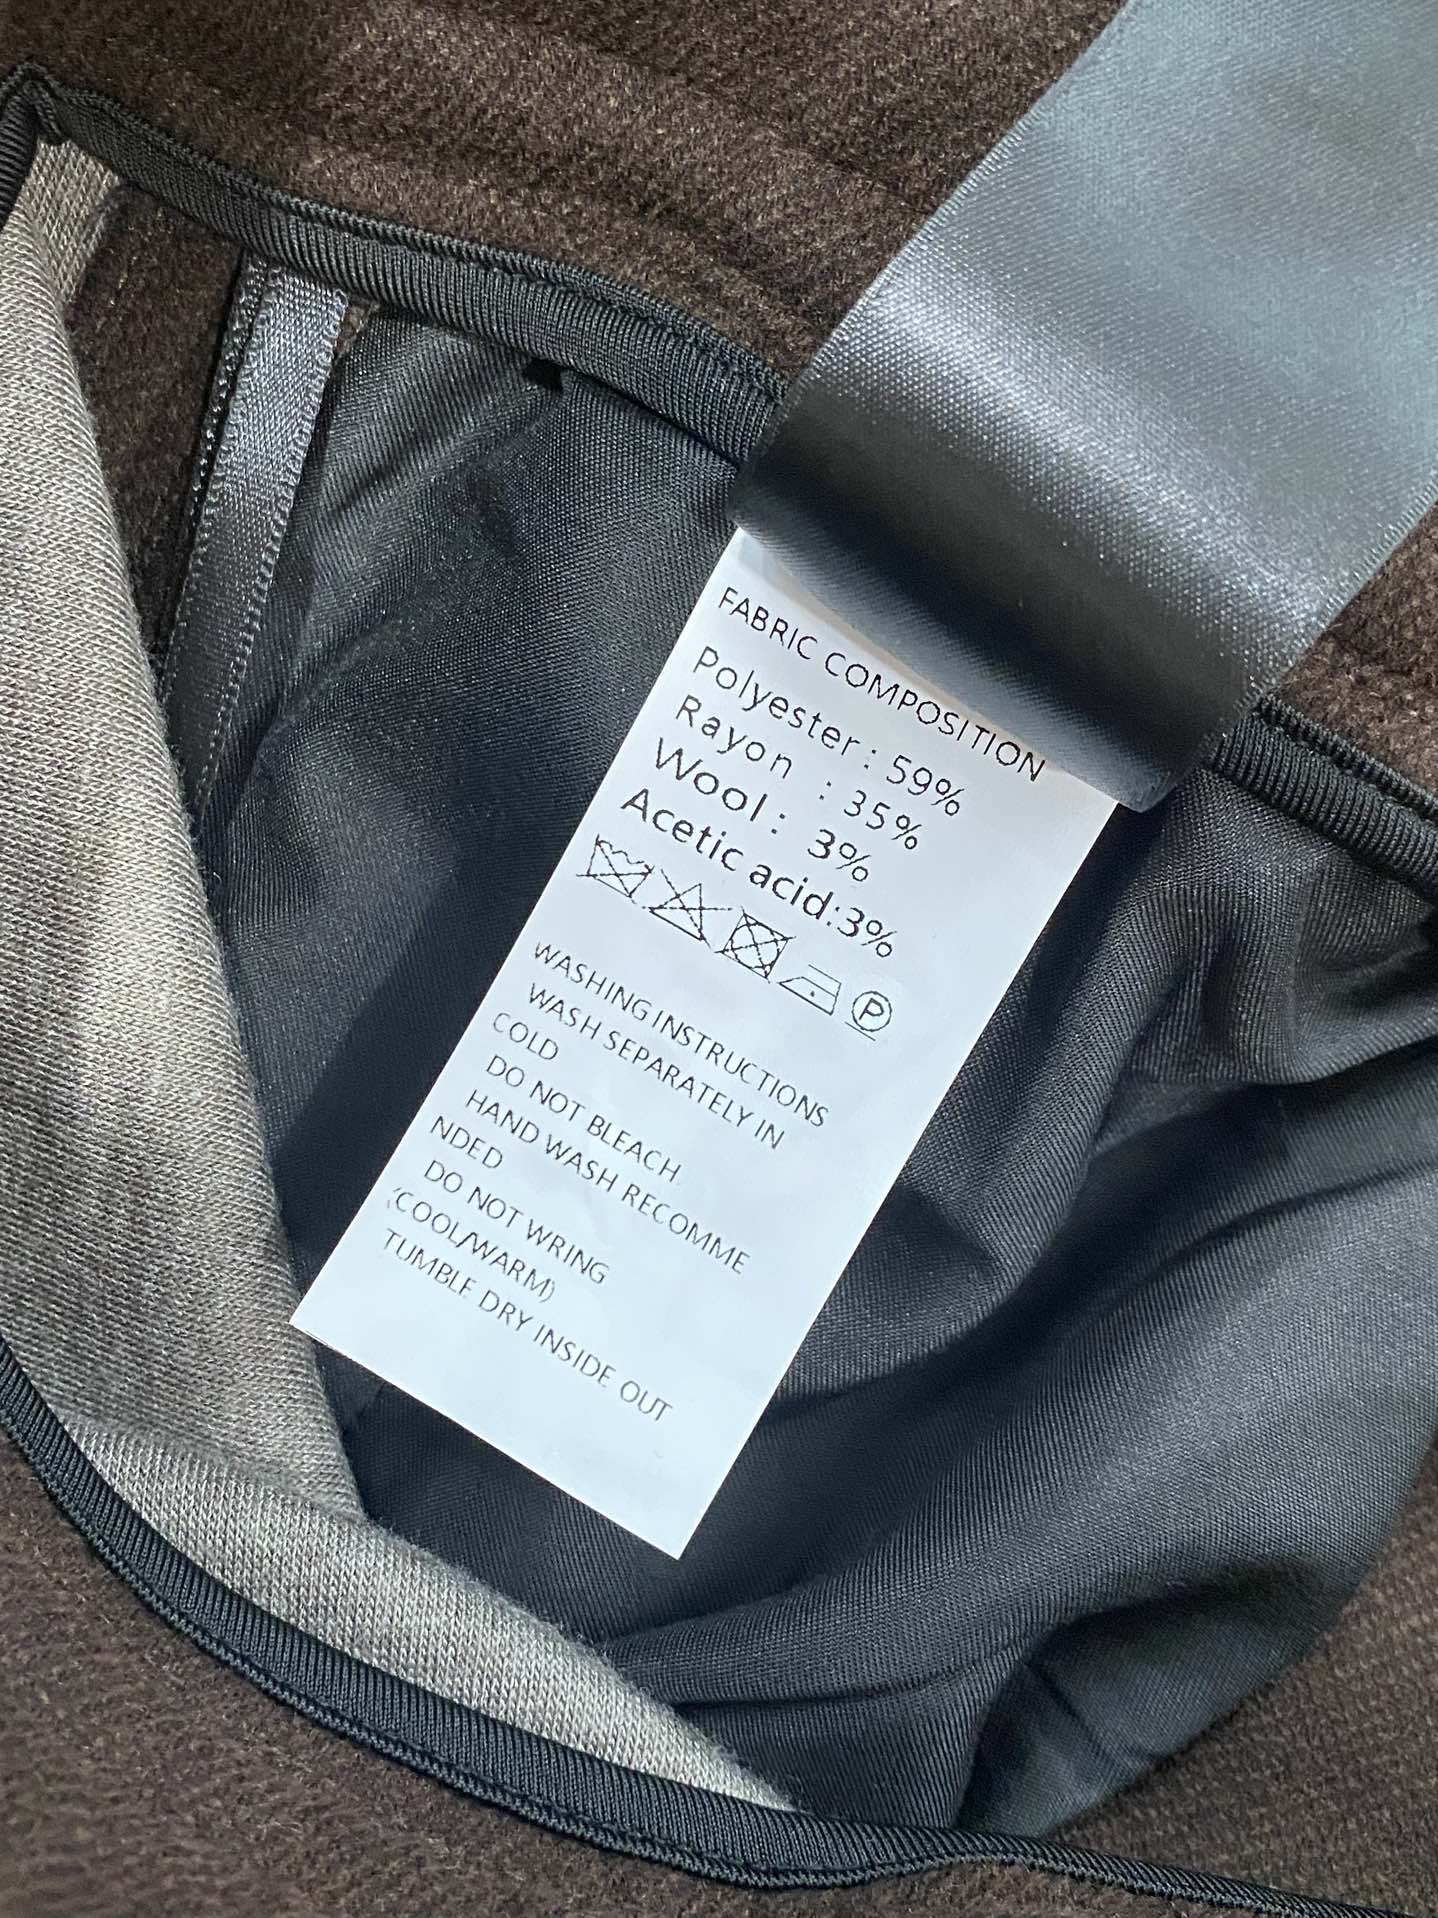 FABRIC COMPOSITION
Polyester : 59%
Rayon : 35%
Wool : 3%
Acetic acid:3%
P
WASHING INSTRUCTIONS
WASH SEPARATELY IN
COLD
DO NOT BLEACH
HAND WASH RECOMME
NDED
DO NOT WRING
(COOL/WARM)
TUMBLE DRY INSIDE OUT